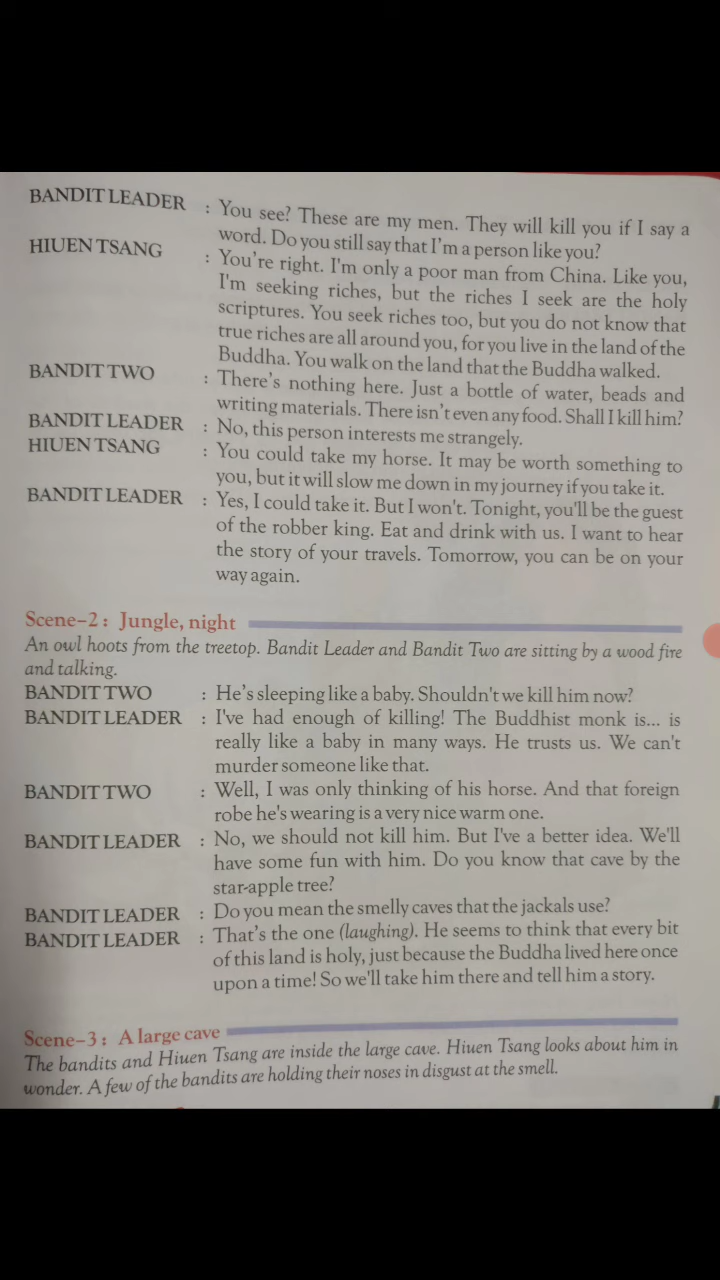 BANDIT LEADER : You see? These are my men. They will kill you if I say a
word. Do you still say that I'm a person like you?
HIUEN TSANG : You're right. I'm only a poor man from China. Like you,
I'm seeking riches, but the riches I seek are the holy
scriptures. You seek riches too, but you do not know that
true riches are all around you, for you live in the land of the
Buddha. You walk on the land that the Buddha walked.
BANDIT TWO : There's nothing here. Just a bottle of water, beads and
writing materials. There isn't even any food. Shall I kill him?
BANDIT LEADER : No, this person interests me strangely.
HIUEN TSANG : You could take my horse. It may be worth something to
you, but it will slow me down in my journey if you take it.
BANDIT LEADER : Yes, I could take it. But I won't. Tonight, you'll be the guest
of the robber king. Eat and drink with us. I want to hear
the story of your travels. Tomorrow, you can be on your
way again.
Scene-2 : Jungle, night
An owl hoots from the treetop. Bandit Leader and Bandit Two are sitting by a wood fire
and talking.
BANDIT TWO : He's sleeping like a baby. Shouldn't we kill him now?
BANDIT LEADER : I've had enough of killing! The Buddhist monk is... is
really like a baby in many ways. He trusts us. We can't
murder someone like that.
BANDIT TWO : Well, I was only thinking of his horse. And that foreign
robe he's wearing is a very nice warm one.
BANDIT LEADER : No, we should not kill him. But I've a better idea. We'll
have some fun with him. Do you know that cave by the
star-apple tree?
BANDIT LEADER : Do you mean the smelly caves that the jackals use?
BANDIT LEADER : That's the one (laughing). He seems to think that every bit
of this land is holy, just because the Buddha lived here once
upon a time! So we'll take him there and tell him a story.
Scene-3 : A large cave
The bandits and Hiuen Tsang are inside the large cave. Hiuen Tsang looks about him in
wonder. A few of the bandits are holding their noses in disgust at the smell.